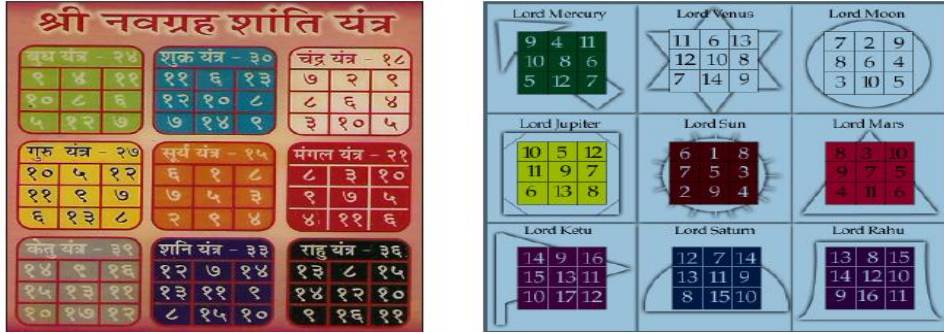 श्री नवग्रह शांति यंत्र
बुध यंत्र - २४
९ ४ ११
१० ८ ६
५ १२ ७
शुक्र यंत्र - ३०
११ ६ १३
१२ १० ८
७ १४ ९
चंद्र यंत्र - १८
७ २ ९
८ ६ ४
३ १० ५
गुरु यंत्र - २७
१० ५ १२
११ ९ ७
६ १३ ८
सूर्य यंत्र - १५
६ १ ८
७ ५ ३
२ ९ ४
मंगल यंत्र - २१
८ ३ १०
९ ७ ५
४ ११ ६
केतु यंत्र - ३९
१४ ९ १६
१५ १३ ११
१० १७ १२
शनि यंत्र - ३३
१२ ७ १४
१३ ११ ९
८ १५ १०
राहु यंत्र - ३६
१३ ८ १५
१४ १२ १०
९ १६ ११
Lord Mercury
9 4 11
10 8 6
5 12 7
Lord Venus
11 6 13
12 10 8
7 14 9
Lord Moon
7 2 9
8 6 4
3 10 5
Lord Jupiter
10 5 12
11 9 7
6 13 8
Lord Sun
6 1 8
7 5 3
2 9 4
Lord Mars
8 3 10
9 7 5
4 11 6
Lord Ketu
14 9 16
15 13 11
10 17 12
Lord Saturn
12 7 14
13 11 9
8 15 10
Lord Rahu
13 8 15
14 12 10
9 16 11